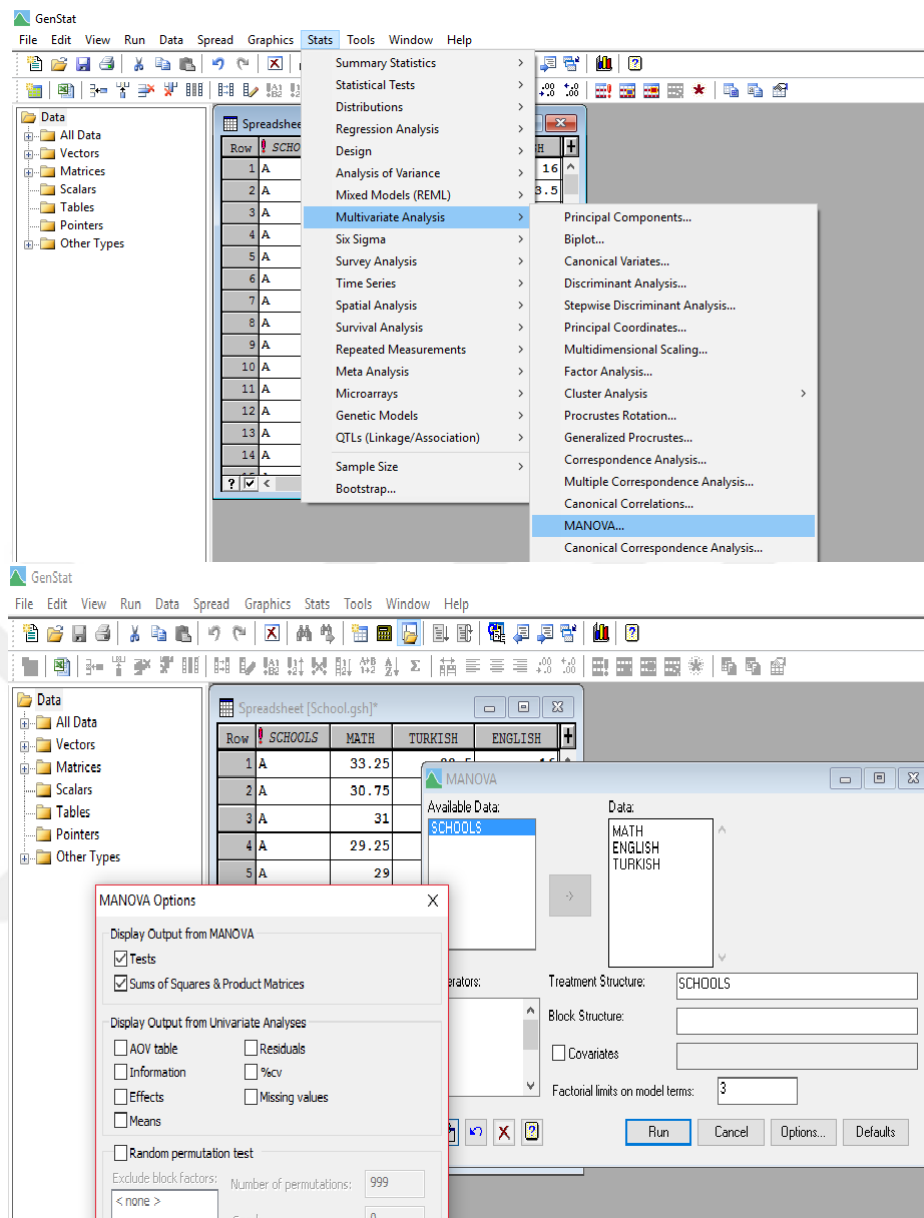 GenStat
File Edit View Run Data Spread Graphics Stats Tools Window Help
Data
All Data
Vectors
Matrices
Scalars
Tables
Pointers
Other Types
Row SCHO
1 A 16
2 A 3.5
3 A
4 A
5 A
6 A
7 A
8 A
9 A
10 A
11 A
12 A
13 A
14 A
Summary Statistics
Statistical Tests
Distributions
Regression Analysis
Design
Analysis of Variance
Mixed Models (REML)
Multivariate Analysis
Six Sigma
Survey Analysis
Time Series
Spatial Analysis
Survival Analysis
Repeated Measurements
Meta Analysis
Microarrays
Genetic Models
QTLs (Linkage/Association)
Sample Size
Bootstrap...
Principal Components...
Biplot...
Canonical Variates...
Discriminant Analysis...
Stepwise Discriminant Analysis...
Principal Coordinates...
Multidimensional Scaling...
Factor Analysis...
Cluster Analysis
Procrustes Rotation...
Generalized Procrustes...
Correspondence Analysis...
Multiple Correspondence Analysis...
Canonical Correlations...
MANOVA...
Canonical Correspondence Analysis...
GenStat
File Edit View Run Data Spread Graphics Stats Tools Window Help
Data
All Data
Vectors
Matrices
Scalars
Tables
Pointers
Other Types
Spreadsheet [School.gsh]*
Row SCHOOLS MATH TURKISH ENGLISH
1 A 33.25
2 A 30.75
3 A 31
4 A 29.25
5 A 29
MANOVA
Available Data:
SCHOOLS
Data:
MATH
ENGLISH
TURKISH
Treatment Structure: SCHOOLS
Block Structure:
Covariates
Factorial limits on model terms: 3
Run Cancel Options... Defaults
MANOVA Options
Display Output from MANOVA
Tests
Sums of Squares & Product Matrices
Display Output from Univariate Analyses
AOV table Residuals
Information %cv
Effects Missing values
Means
Random permutation test
Exclude block factors: Number of permutations: 999
< none >